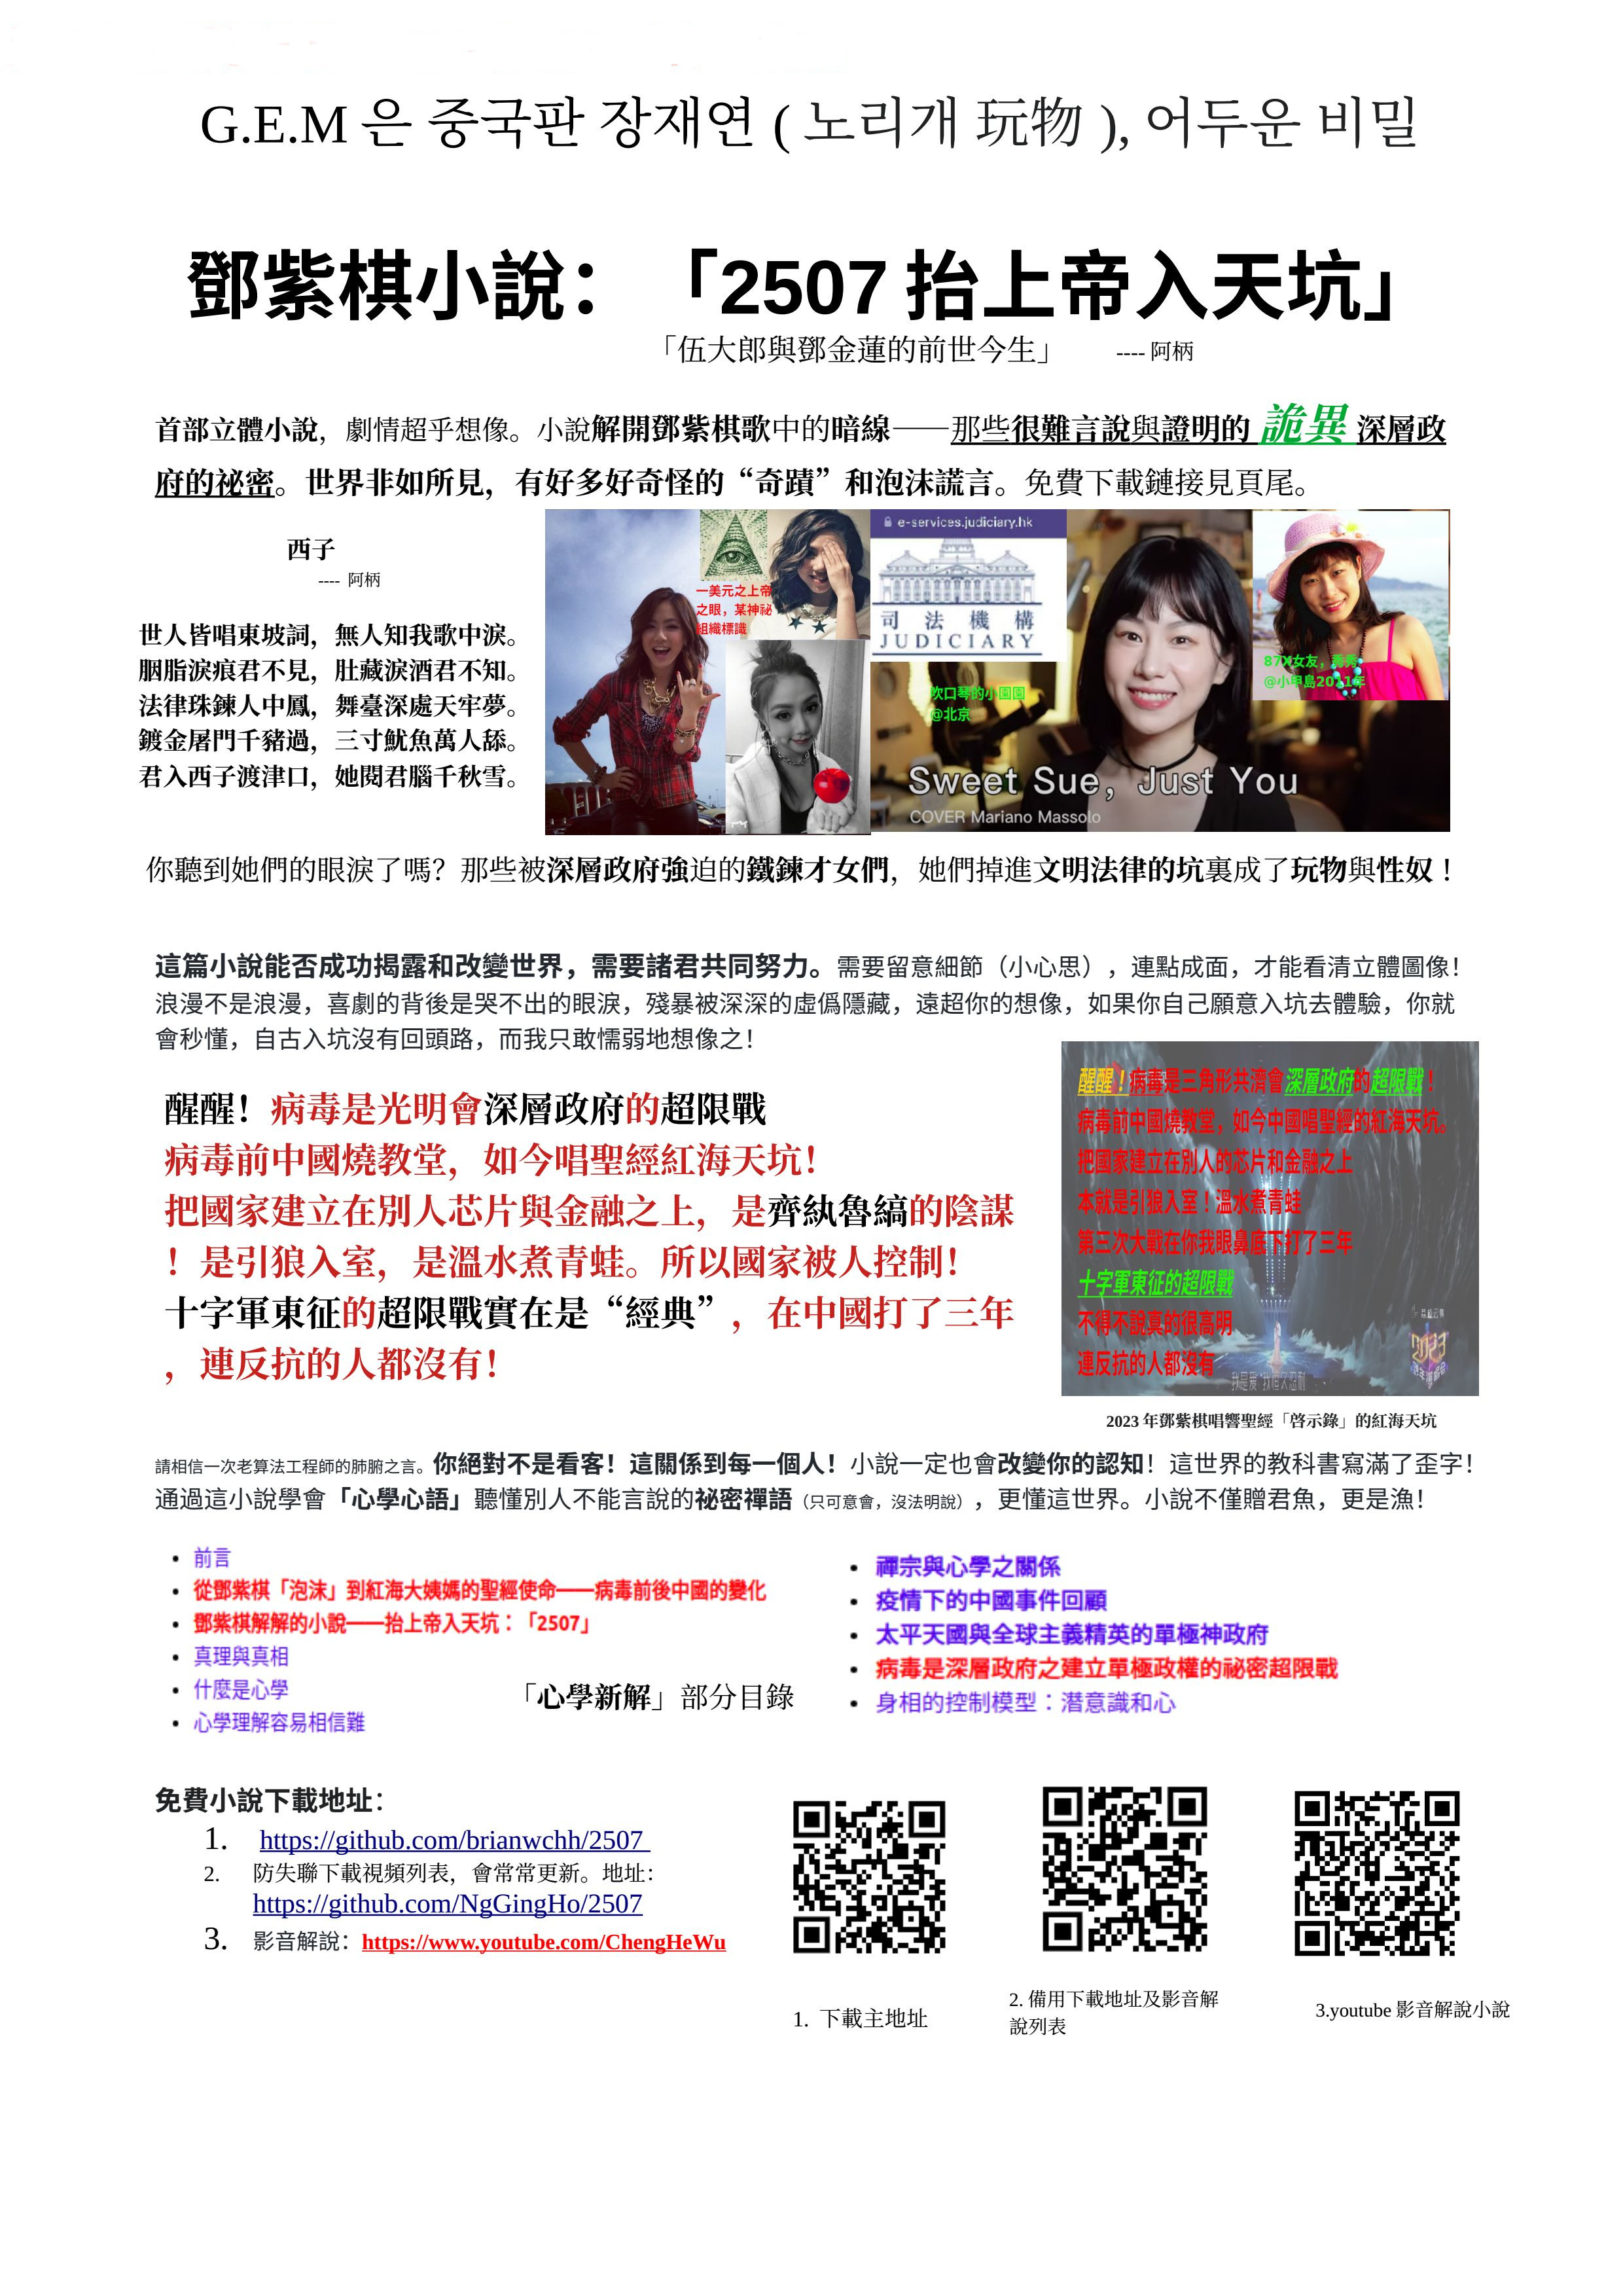 G.E.M 은 중국판 장재연 ( 노리개 玩物 ), 어두운 비밀
鄧紫棋小說：「2507 抬上帝入天坑」
「伍大郎與鄧金蓮的前世今生」 ---- 阿柄
首部立體小說，劇情超乎想像。小說解開鄧紫棋歌中的暗線——那些很難言說與證明的 詭異 深層政
府的祕密。世界非如所見，有好多好奇怪的“奇蹟”和泡沫謊言。免費下載鏈接見頁尾。
西子
---- 阿柄
世人皆唱東坡詞，無人知我歌中淚。
胭脂淚痕君不見，肚藏淚酒君不知。
法律珠鍊人中鳳，舞臺深處天牢夢。
鍍金屠門千豬過，三寸魷魚萬人舔。
君入西子渡津口，她閱君腦千秋雪。
一美元之上帝
之眼，某神祕
組織標識
e-services.judiciary.hk
司法機構
JUDICIARY
吹口琴的小圓圓
@北京
87X女友，秀秀
@小甲島2011年
Sweet Sue, Just You
COVER Mariano Massolo
你聽到她們的眼淚了嗎？那些被深層政府強迫的鐵鍊才女們，她們掉進文明法律的坑裏成了玩物與性奴！
這篇小說能否成功揭露和改變世界，需要諸君共同努力。需要留意細節（小心思），連點成面，才能看清立體圖像！
浪漫不是浪漫，喜劇的背後是哭不出的眼淚，殘暴被深深的虛僞隱藏，遠超你的想像，如果你自己願意入坑去體驗，你就
會秒懂，自古入坑沒有回頭路，而我只敢懦弱地想像之！
醒醒！病毒是光明會深層政府的超限戰
病毒前中國燒教堂，如今唱聖經紅海天坑！
把國家建立在別人芯片與金融之上，是齊紈魯縞的陰謀
！是引狼入室，是溫水煮青蛙。所以國家被人控制！
十字軍東征的超限戰實在是“經典”，在中國打了三年
，連反抗的人都沒有！
醒醒！病毒是三角形共濟會深層政府的超限戰！
病毒前中國燒教堂，如今中國唱聖經的紅海天坑。
把國家建立在別人的芯片和金融之上
本就是引狼入室！溫水煮青蛙
第三次大戰在你我眼鼻底下打了三年
十字軍東征的超限戰
不得不說真的很高明
連反抗的人都沒有
2023
2023 年鄧紫棋唱響聖經「啓示錄」的紅海天坑
請相信一次老算法工程師的肺腑之言。你絕對不是看客！這關係到每一個人！小說一定也會改變你的認知！這世界的教科書寫滿了歪字！
通過這小說學會「心學心語」聽懂別人不能言說的祕密禪語（只可意會，沒法明說），更懂這世界。小說不僅贈君魚，更是漁！
• 前言
• 從鄧紫棋「泡沫」到紅海大姨媽的聖經使命——病毒前後中國的變化
• 鄧紫棋解解的小說——抬上帝入天坑：「2507」
• 真理與真相
• 什麼是心學
• 心學理解容易相信難
「心學新解」部分目錄
• 禪宗與心學之關係
• 疫情下的中國事件回顧
• 太平天國與全球主義精英的單極神政府
• 病毒是深層政府之建立單極政權的祕密超限戰
• 身相的控制模型：潛意識和心
免費小說下載地址：
1. https://github.com/brianwchh/2507
2. 防失聯下載視頻列表，會常常更新。地址：
https://github.com/NgGingHo/2507
3. 影音解說：https://www.youtube.com/ChengHeWu
1. 下載主地址
2. 備用下載地址及影音解
說列表
3.youtube 影音解說小說